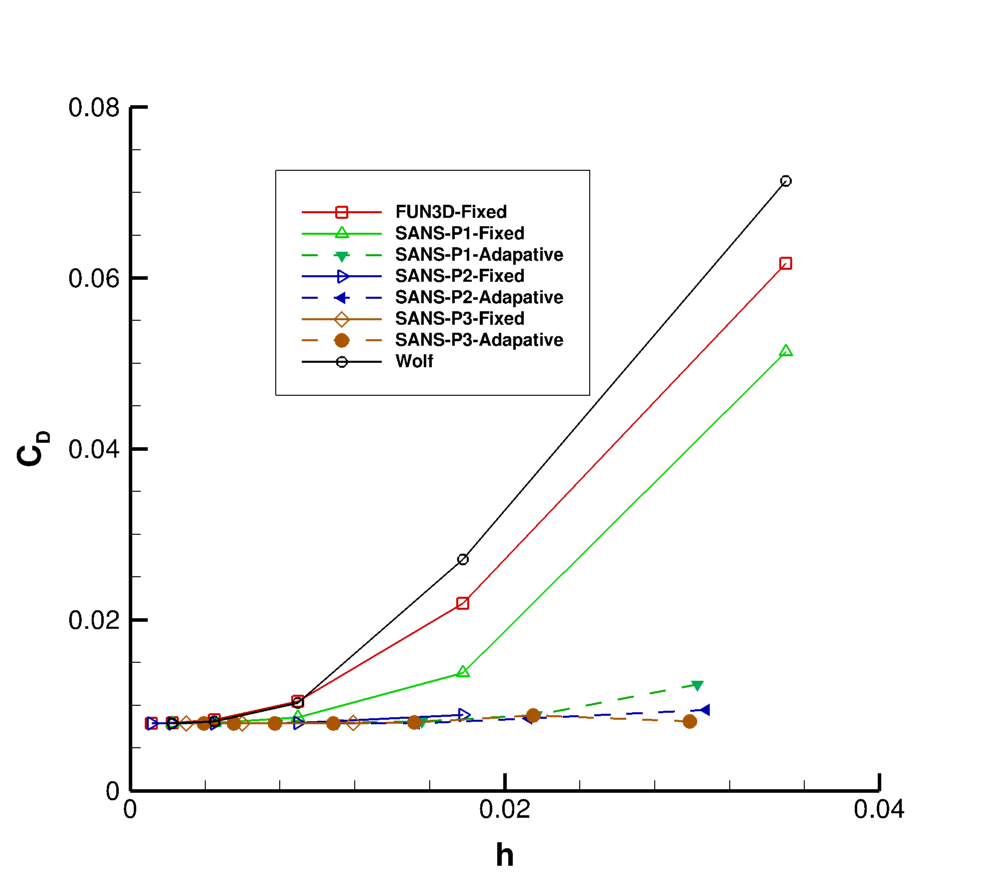 0.08
FUN3D-Fixed
SANS-P1-Fixed
SANS-P1-Adapative
SANS-P2-Fixed
SANS-P2-Adapative
SANS-P3-Fixed
SANS-P3-Adapative
Wolf
0.06
0.04
C_D
0.02
0
0 0.02 0.04
h